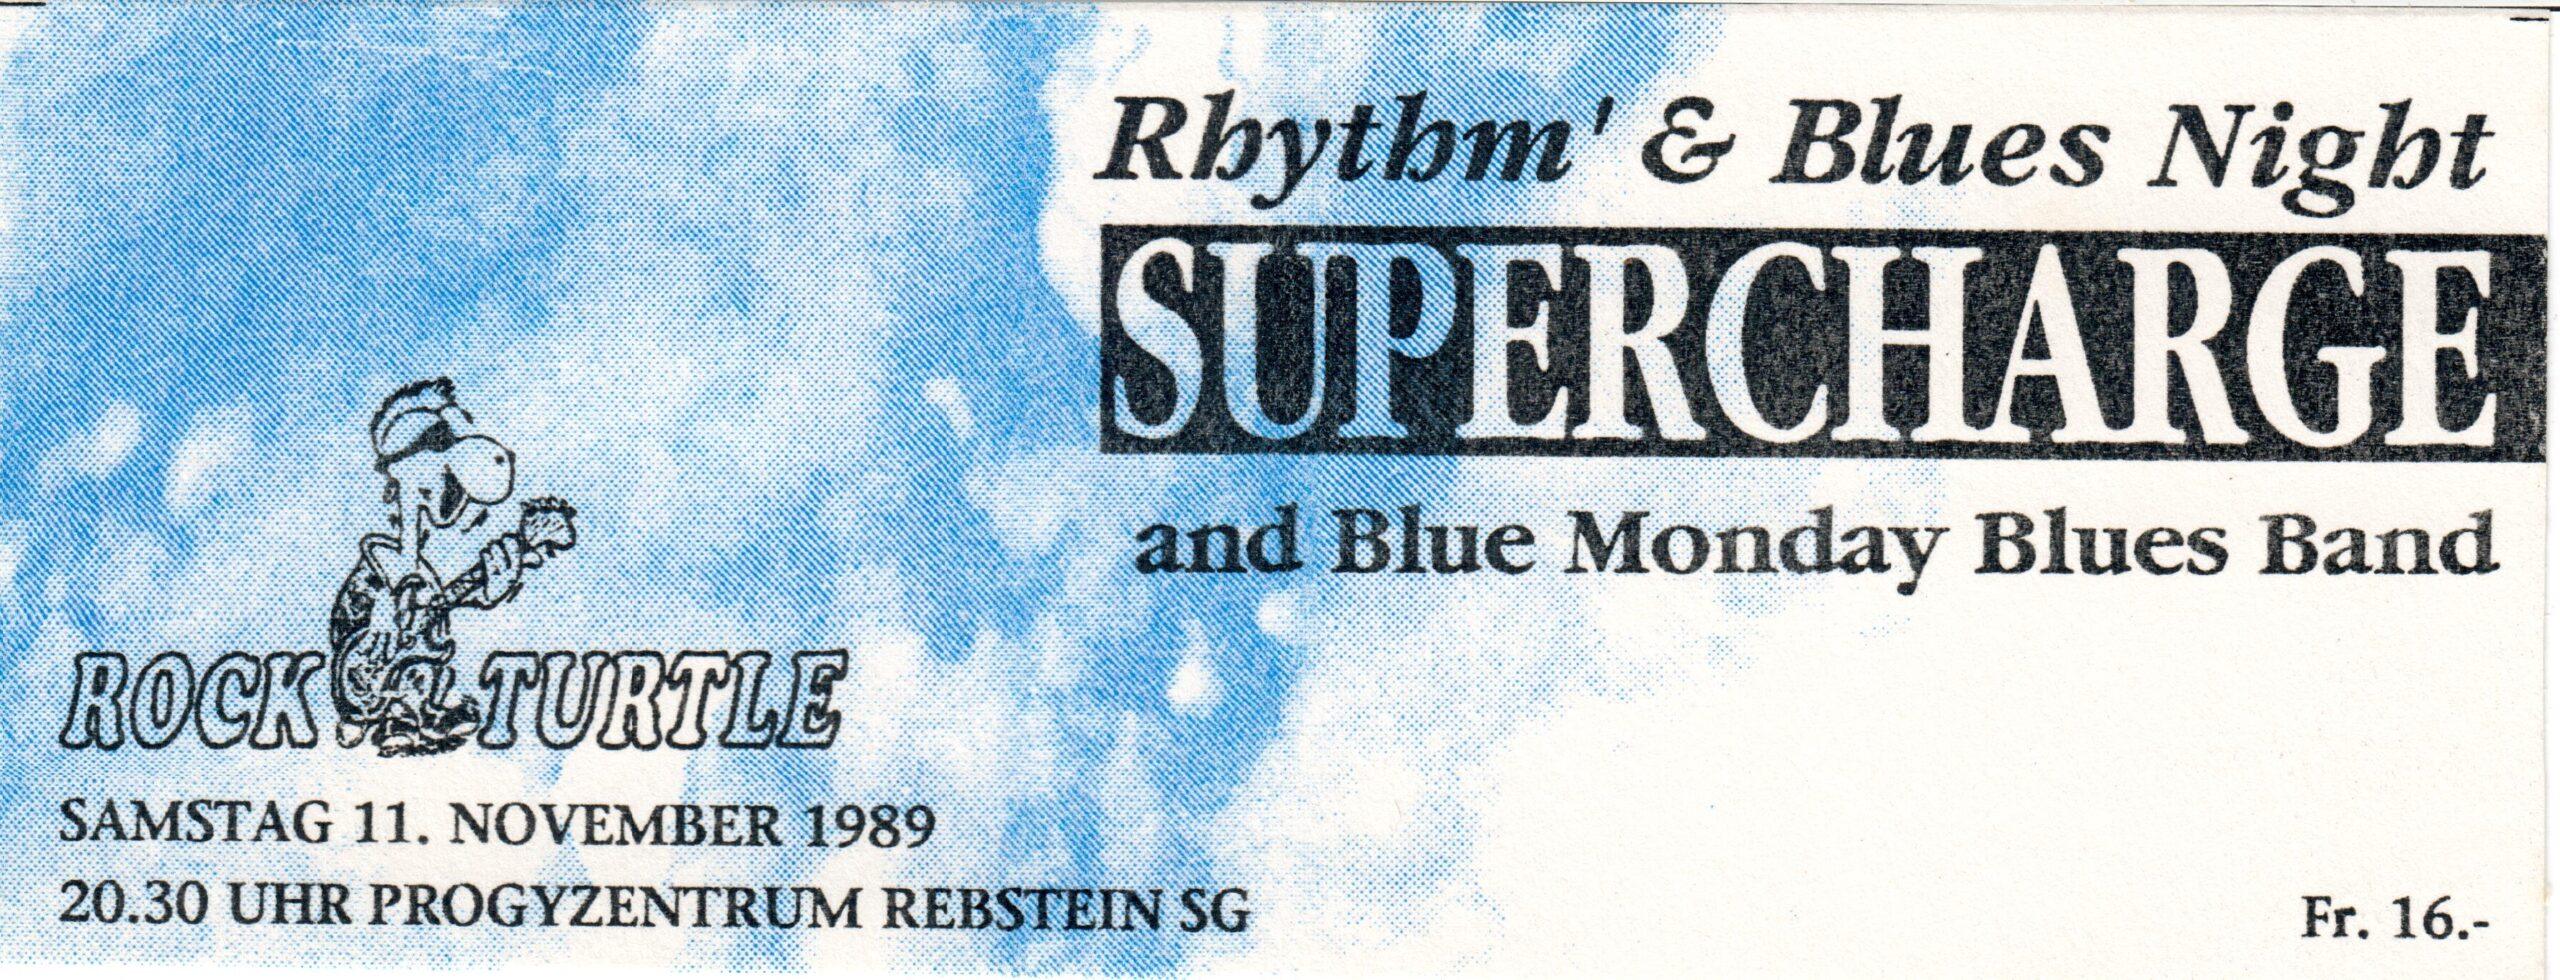 Rhythm' & Blues Night
SUPERCHARGE
and Blue Monday Blues Band
ROCK TURTLE
SAMSTAG 11. NOVEMBER 1989
20.30 UHR PROGYZENTRUM REBSTEIN SG
Fr. 16.-